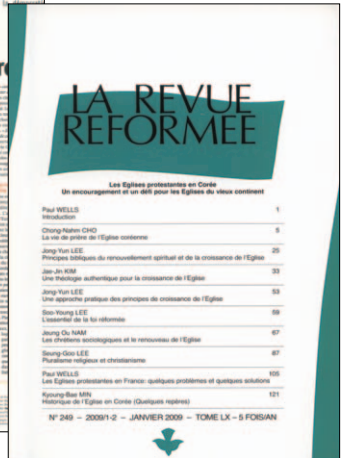 LA REVUE
REFORMÉE
Les Eglises protestantes en Corée
Un encouragement et un défi pour les Eglises du vieux continent
Paul WELLS 1
Introduction
Chong-Nahm CHO 5
La vie de prière de l'Eglise coréenne
Jong-Yun LEE 25
Principes bibliques du renouvellement spirituel et de la croissance de l'Eglise
Jae-Jin KIM 33
Une théologie authentique pour la croissance de l'Eglise
Jong-Yun LEE 53
Une approche pratique des principes de croissance de l'Eglise
Soo-Young LEE 59
L'essentiel de la foi réformée
Jeung Ou NAM 67
Les chrétiens sociologiques et le renouveau de l'Eglise
Seung-Goo LEE 87
Pluralisme religieux et christianisme
Paul WELLS 105
Les Eglises protestantes en France: quelques problèmes et quelques solutions
Kyoung-Bae MIN 121
Historique de l'Eglise en Corée (Quelques repères)
N° 249 – 2009/1-2 – JANVIER 2009 – TOME LX – 5 FOIS/AN